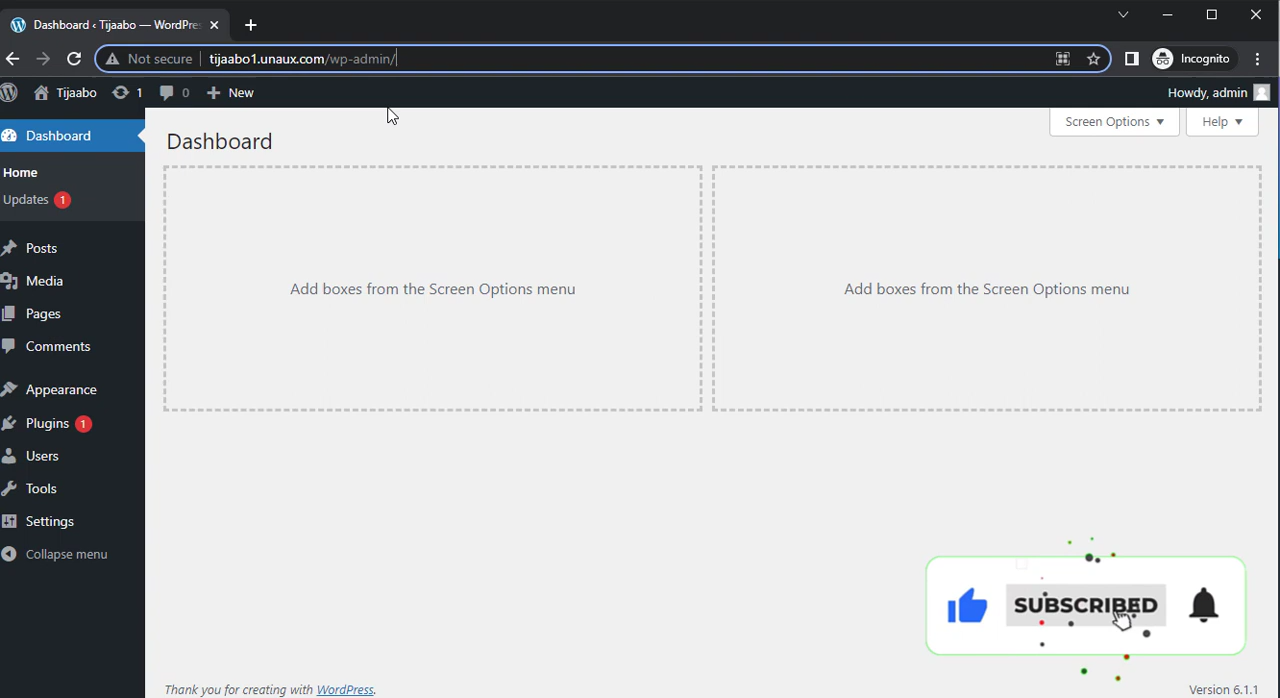 Dashboard ‹ Tijaabo — WordPres
Not secure
tijaabo1.unaux.com/wp-admin/
Incognito
Tijaabo
1
0
New
Howdy, admin
Dashboard
Home
Updates 1
Posts
Media
Pages
Comments
Appearance
Plugins 1
Users
Tools
Settings
Collapse menu
Dashboard
Screen Options
Help
Add boxes from the Screen Options menu
Add boxes from the Screen Options menu
SUBSCRIBED
Thank you for creating with WordPress.
Version 6.1.1